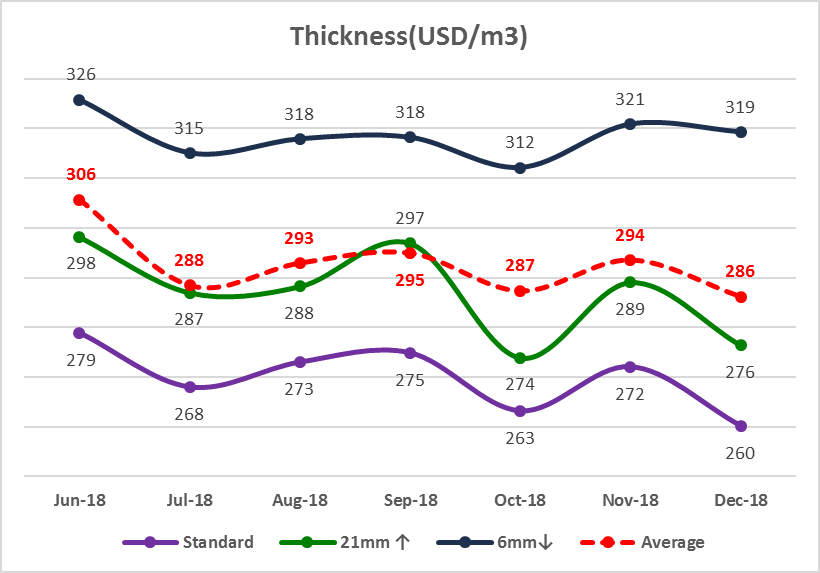 Thickness(USD/m3)
326 315 318 318 312 321 319
306 288 293 295 287 294 286
298 287 288 297 274 289 276
279 268 273 275 263 272 260
Jun-18 Jul-18 Aug-18 Sep-18 Oct-18 Nov-18 Dec-18
Standard 21mm ↑ 6mm↓ Average